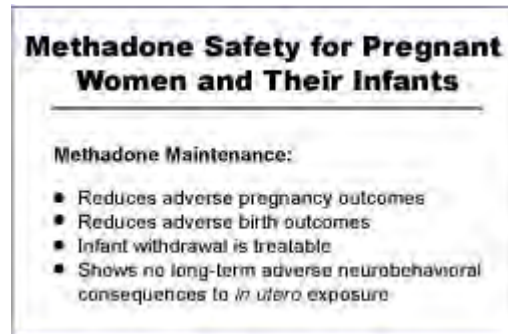 Methadone Safety for Pregnant
Women and Their Infants
Methadone Maintenance:
• Reduces adverse pregnancy outcomes
• Reduces adverse birth outcomes
• Infant withdrawal is treatable
• Shows no long-term adverse neurobehavioral
consequences to in utero exposure